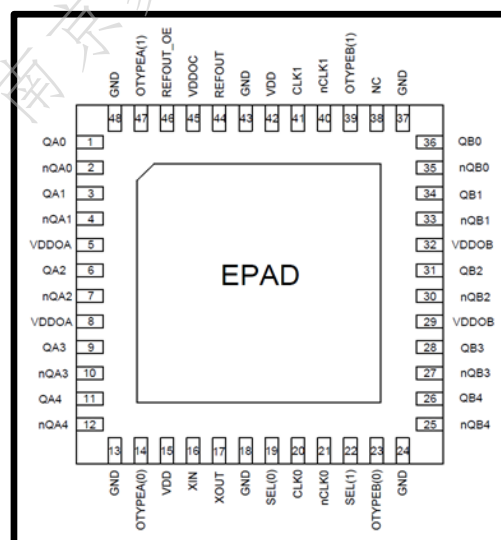 南京
GND OTYPEA(1) REFOUT_OE VDDOC REFOUT GND VDD CLK1 nCLK1 OTYPEB(1) NC GND
48 47 46 45 44 43 42 41 40 39 38 37
QA0 1 36 QB0
nQA0 2 35 nQB0
QA1 3 34 QB1
nQA1 4 33 nQB1
VDDOA 5 32 VDDOB
QA2 6 31 QB2
EPAD
nQA2 7 30 nQB2
VDDOA 8 29 VDDOB
QA3 9 28 QB3
nQA3 10 27 nQB3
QA4 11 26 QB4
nQA4 12 25 nQB4
13 14 15 16 17 18 19 20 21 22 23 24
GND OTYPEA(0) VDD XIN XOUT GND SEL(0) CLK0 nCLK0 SEL(1) OTYPEB(0) GND